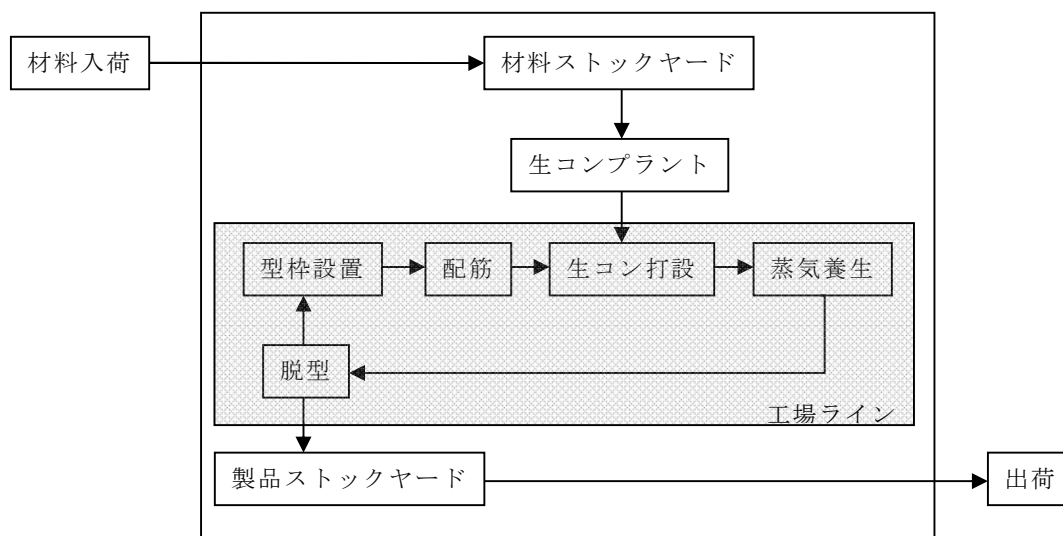 材料入荷
材料ストックヤード
生コンプラント
型枠設置
配筋
生コン打設
蒸気養生
脱型
工場ライン
製品ストックヤード
出荷